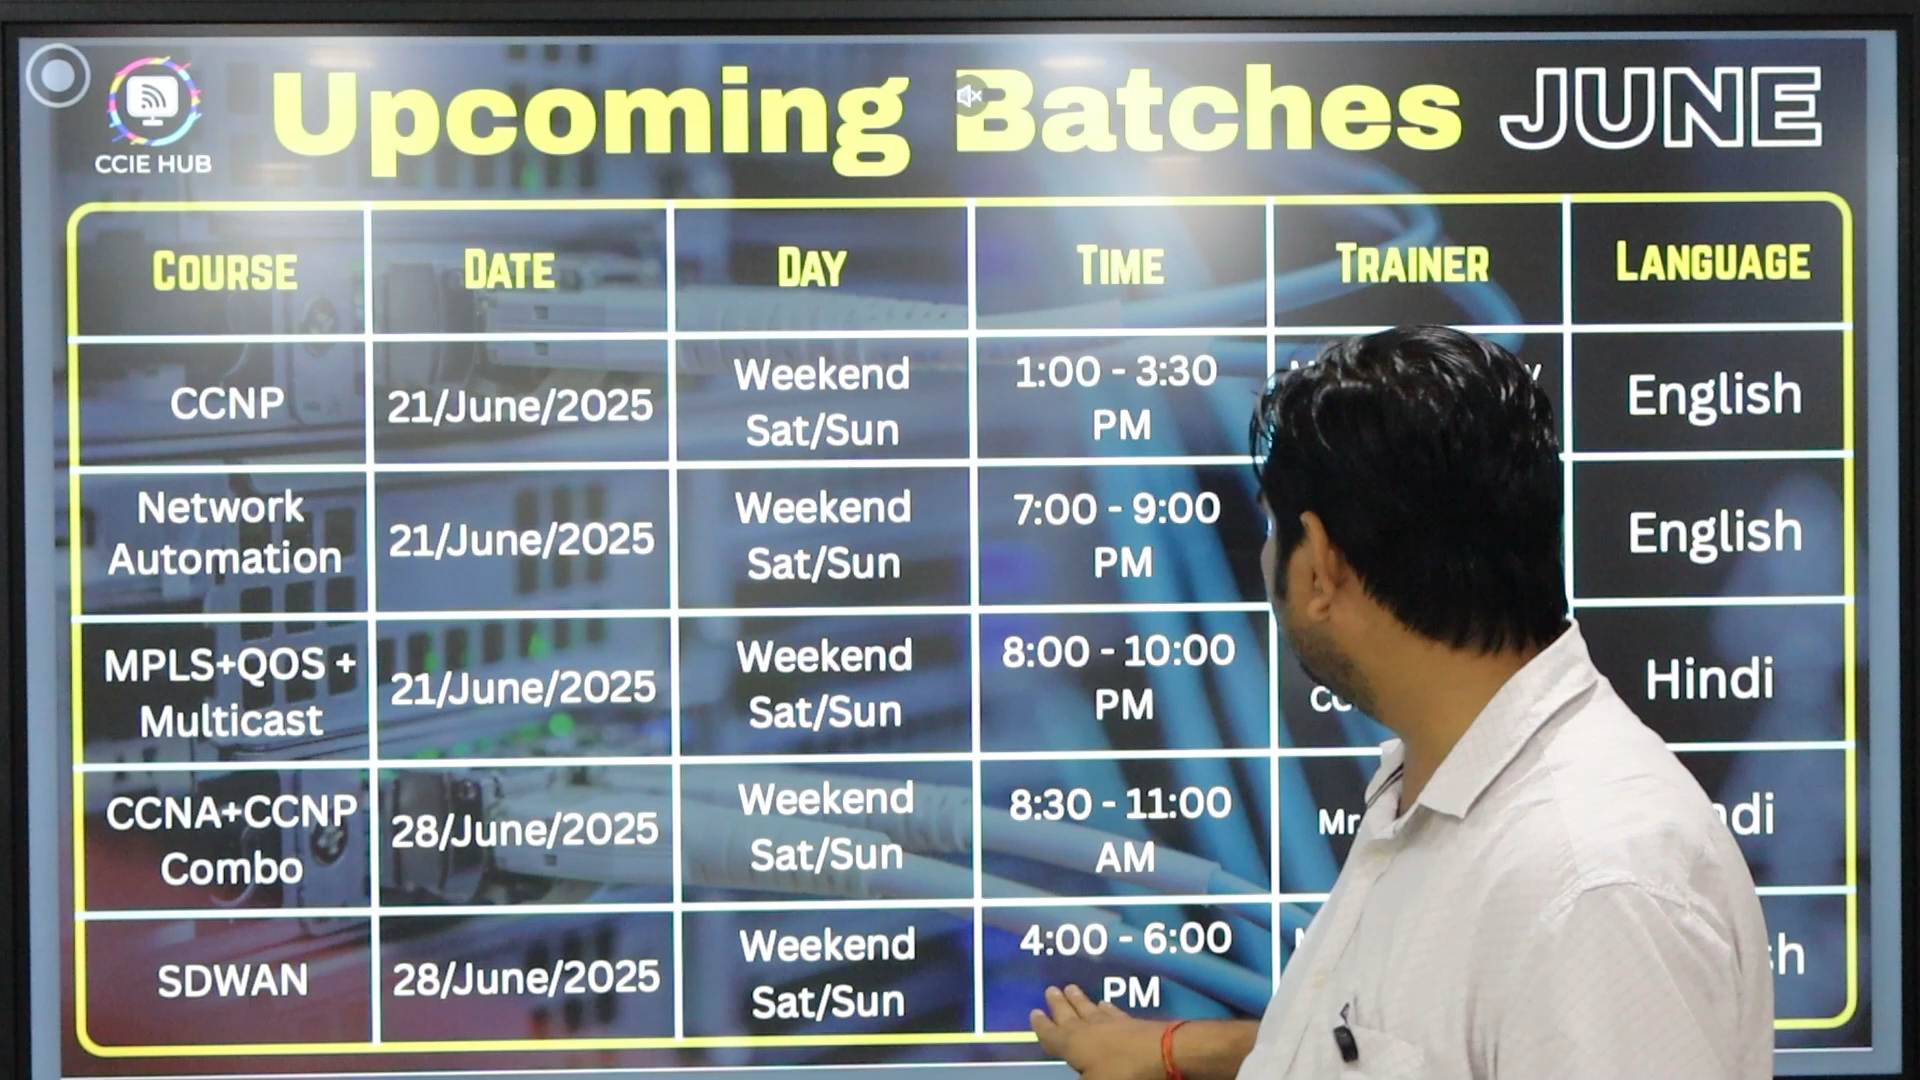 CCIE HUB
Upcoming Batches JUNE
COURSE
DATE
DAY
TIME
TRAINER
LANGUAGE
CCNP
21/June/2025
Weekend
Sat/Sun
1:00 - 3:30
PM
English
Network
Automation
21/June/2025
Weekend
Sat/Sun
7:00 - 9:00
PM
English
MPLS+QOS +
Multicast
21/June/2025
Weekend
Sat/Sun
8:00 - 10:00
PM
Hindi
CCNA+CCNP
Combo
28/June/2025
Weekend
Sat/Sun
8:30 - 11:00
AM
Mr.
SDWAN
28/June/2025
Weekend
Sat/Sun
4:00 - 6:00
PM